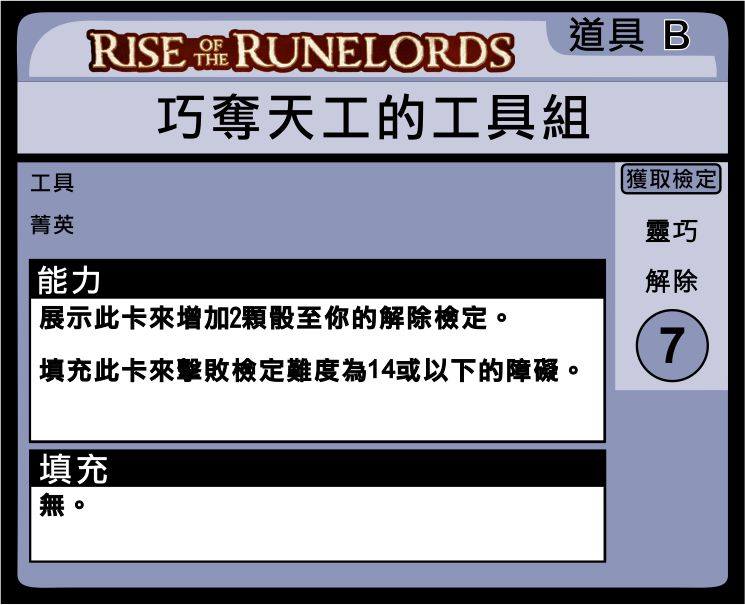 RISE OF THE RUNELORDS
道具 B
巧奪天工的工具組
工具
菁英
獲取檢定
靈巧
解除
7
能力
展示此卡來增加2顆骰至你的解除檢定。
填充此卡來擊敗檢定難度為14或以下的障礙。
填充
無。